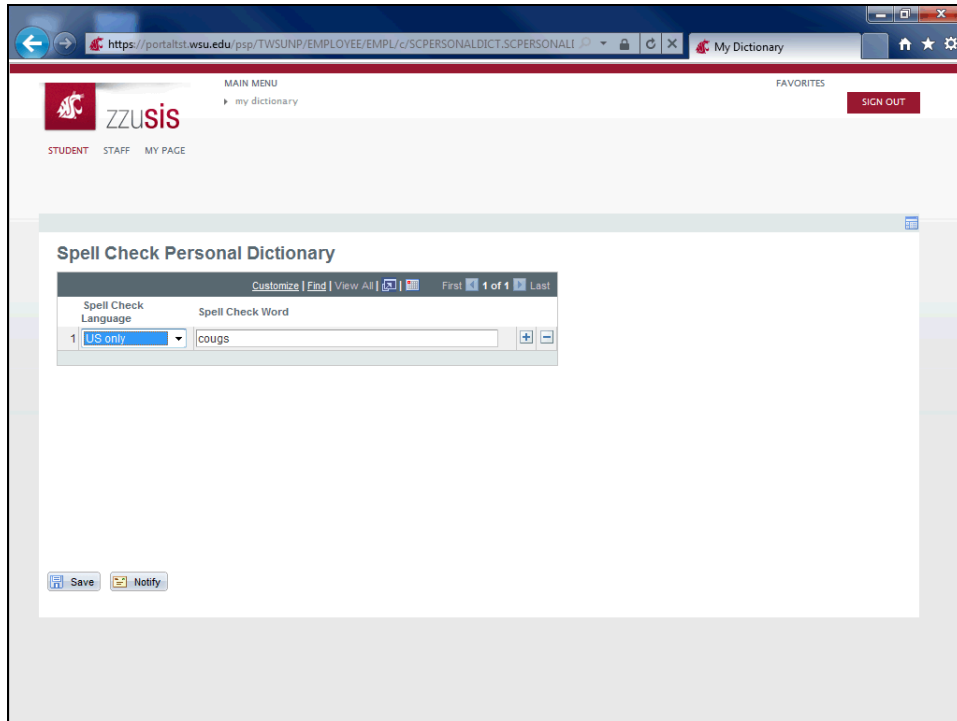 https://portaltst.wsu.edu/psp/TWSUNP/EMPLOYEE/EMPL/c/SCPERSONALDICT.SCPERSONALI
My Dictionary
MAIN MENU
FAVORITES
my dictionary
SIGN OUT
zzusis
STUDENT STAFF MY PAGE
Spell Check Personal Dictionary
Customize | Find | View All | First 1 of 1 Last
Spell Check Language
Spell Check Word
1 US only cougs
Save Notify